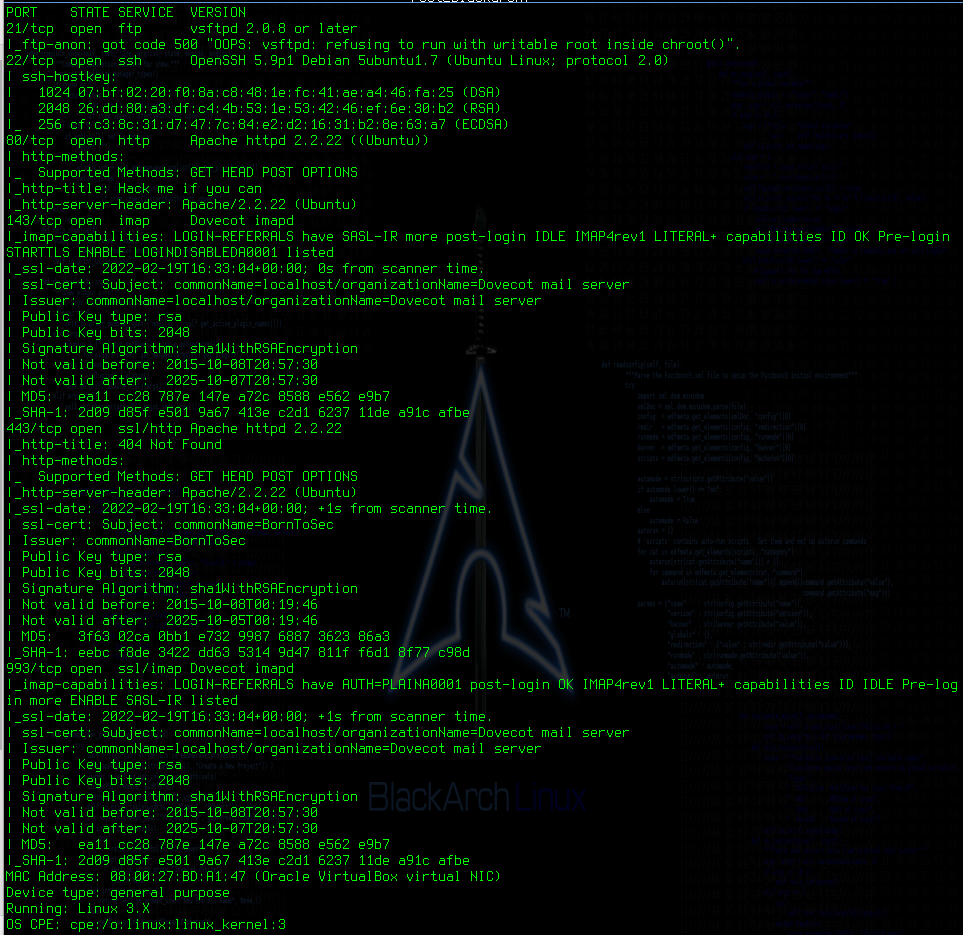 PORT    STATE SERVICE  VERSION
21/tcp  open  ftp      vsftpd 2.0.8 or later
|_ftp-anon: got code 500 "OOPS: vsftpd: refusing to run with writable root inside chroot()".
22/tcp  open  ssh      OpenSSH 5.9p1 Debian 5ubuntu1.7 (Ubuntu Linux; protocol 2.0)
| ssh-hostkey:
|   1024 07:bf:02:20:f0:8a:c8:48:1e:fc:41:ae:a4:46:fa:25 (DSA)
|   2048 26:dd:80:a3:df:c4:4b:53:1e:53:42:46:ef:6e:30:b2 (RSA)
|_  256 cf:c3:8c:31:d7:47:7c:84:e2:d2:16:31:b2:8e:63:a7 (ECDSA)
80/tcp  open  http     Apache httpd 2.2.22 ((Ubuntu))
| http-methods:
|_  Supported Methods: GET HEAD POST OPTIONS
|_http-title: Hack me if you can
|_http-server-header: Apache/2.2.22 (Ubuntu)
143/tcp open  imap     Dovecot imapd
|_imap-capabilities: LOGIN-REFERRALS have SASL-IR more post-login IDLE IMAP4rev1 LITERAL+ capabilities ID OK Pre-login
STARTTLS ENABLE LOGINDISABLEDA0001 listed
|_ssl-date: 2022-02-19T16:33:04+00:00; 0s from scanner time.
| ssl-cert: Subject: commonName=localhost/organizationName=Dovecot mail server
| Issuer: commonName=localhost/organizationName=Dovecot mail server
| Public Key type: rsa
| Public Key bits: 2048
| Signature Algorithm: sha1WithRSAEncryption
| Not valid before: 2015-10-08T20:57:30
| Not valid after:  2025-10-07T20:57:30
| MD5:   ea11 cc28 787e 147e a72c 8588 e562 e9b7
|_SHA-1: 2d09 d85f e501 9a67 413e c2d1 6237 11de a91c afbe
443/tcp open  ssl/http Apache httpd 2.2.22
|_http-title: 404 Not Found
| http-methods:
|_  Supported Methods: GET HEAD POST OPTIONS
|_http-server-header: Apache/2.2.22 (Ubuntu)
|_ssl-date: 2022-02-19T16:33:04+00:00; +1s from scanner time.
| ssl-cert: Subject: commonName=BornToSec
| Issuer: commonName=BornToSec
| Public Key type: rsa
| Public Key bits: 2048
| Signature Algorithm: sha1WithRSAEncryption
| Not valid before: 2015-10-08T00:19:46
| Not valid after:  2025-10-05T00:19:46
| MD5:   3f63 02ca 0bb1 e732 9987 6887 3623 86a3
|_SHA-1: eebc f8de 3422 dd63 5314 9d47 811f f6d1 8f77 c98d
993/tcp open  ssl/imap Dovecot imapd
|_imap-capabilities: LOGIN-REFERRALS have AUTH=PLAINA0001 post-login OK IMAP4rev1 LITERAL+ capabilities ID IDLE Pre-log
in more ENABLE SASL-IR listed
|_ssl-date: 2022-02-19T16:33:04+00:00; +1s from scanner time.
| ssl-cert: Subject: commonName=localhost/organizationName=Dovecot mail server
| Issuer: commonName=localhost/organizationName=Dovecot mail server
| Public Key type: rsa
| Public Key bits: 2048
| Signature Algorithm: sha1WithRSAEncryption
| Not valid before: 2015-10-08T20:57:30
| Not valid after:  2025-10-07T20:57:30
| MD5:   ea11 cc28 787e 147e a72c 8588 e562 e9b7
|_SHA-1: 2d09 d85f e501 9a67 413e c2d1 6237 11de a91c afbe
MAC Address: 08:00:27:BD:A1:47 (Oracle VirtualBox virtual NIC)
Device type: general purpose
Running: Linux 3.X
OS CPE: cpe:/o:linux:linux_kernel:3
TM
BlackArch Linux